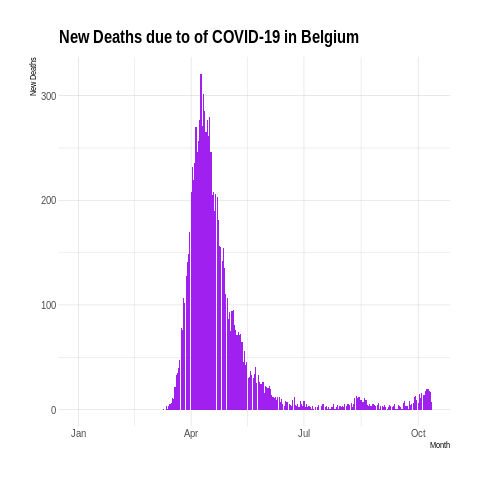 New Deaths due to of COVID-19 in Belgium
New Deaths
300
200
100
0
Jan Apr Jul Oct
Month